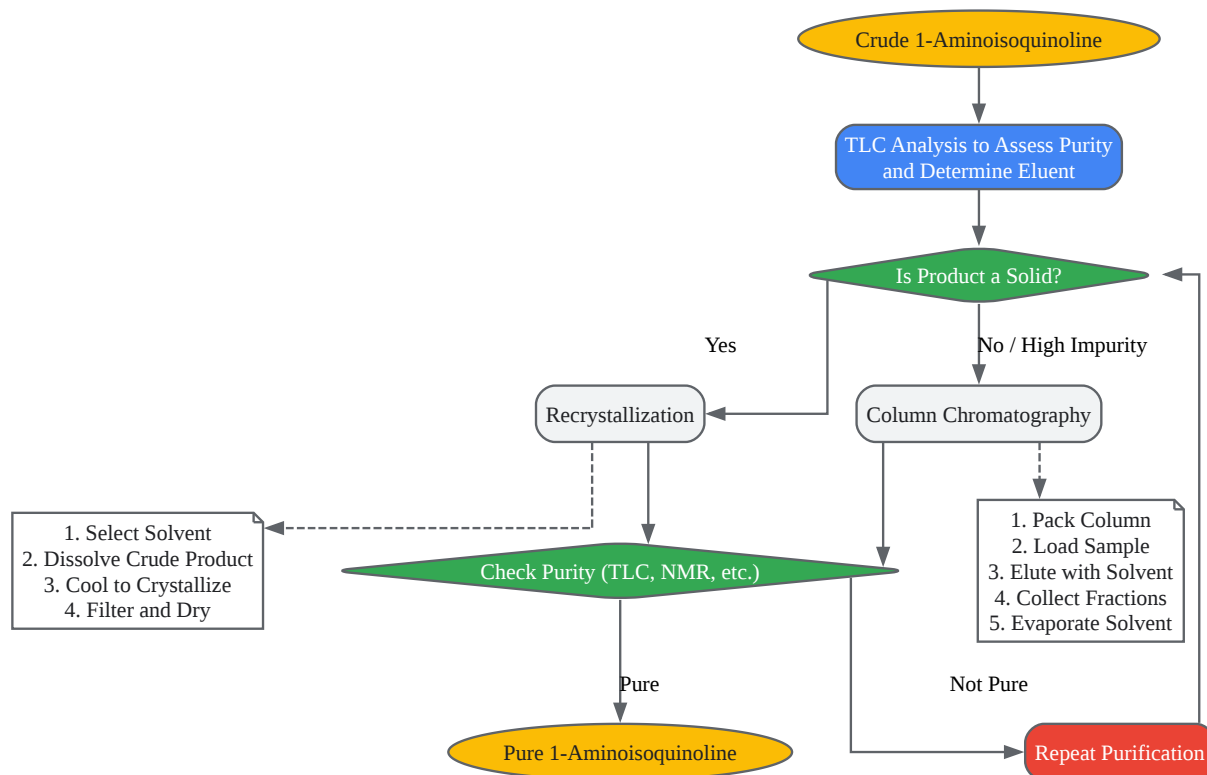 Crude 1-Aminoisoquinoline
TLC Analysis to Assess Purity
and Determine Eluent
Is Product a Solid?
Yes
No / High Impurity
Recrystallization
Column Chromatography
1. Select Solvent
2. Dissolve Crude Product
3. Cool to Crystallize
4. Filter and Dry
1. Pack Column
2. Load Sample
3. Elute with Solvent
4. Collect Fractions
5. Evaporate Solvent
Check Purity (TLC, NMR, etc.)
Pure
Not Pure
Pure 1-Aminoisoquinoline
Repeat Purification